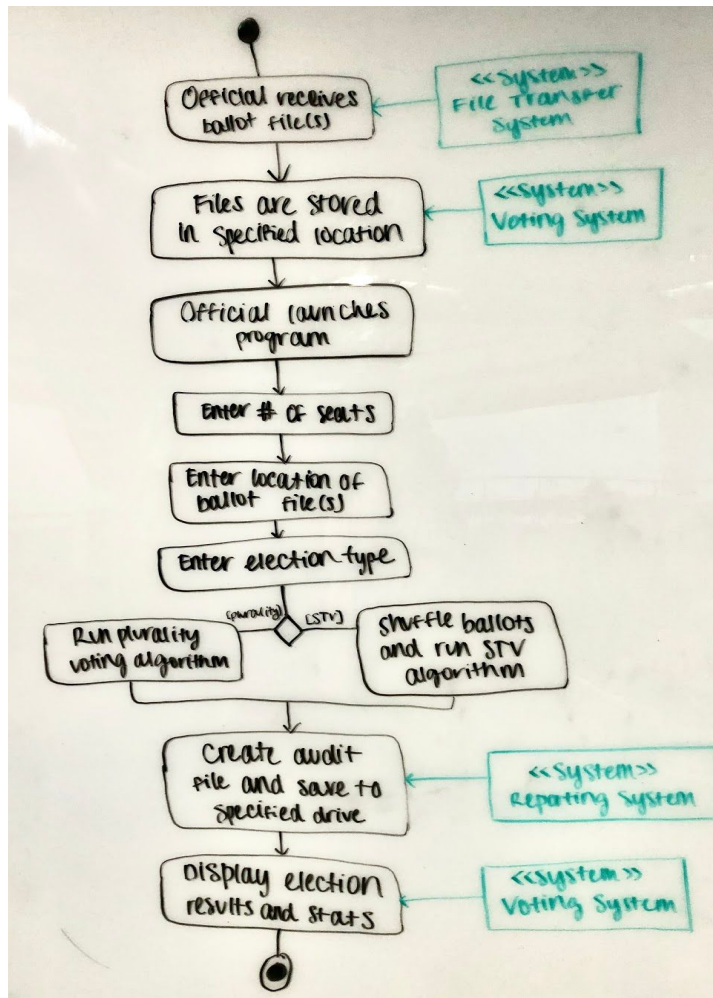 Official receives
ballot file(s)
<<System>>
File Transfer
System
Files are stored
in specified location
<<System>>
Voting System
Official launches
program
Enter # of seats
Enter location of
ballot file(s)
Enter election type
[plurality]
[STV]
Run plurality
voting algorithm
Shuffle ballots
and run STV
algorithm
Create audit
file and save to
specified drive
<<System>>
Reporting System
Display election
results and stats
<<System>>
Voting System